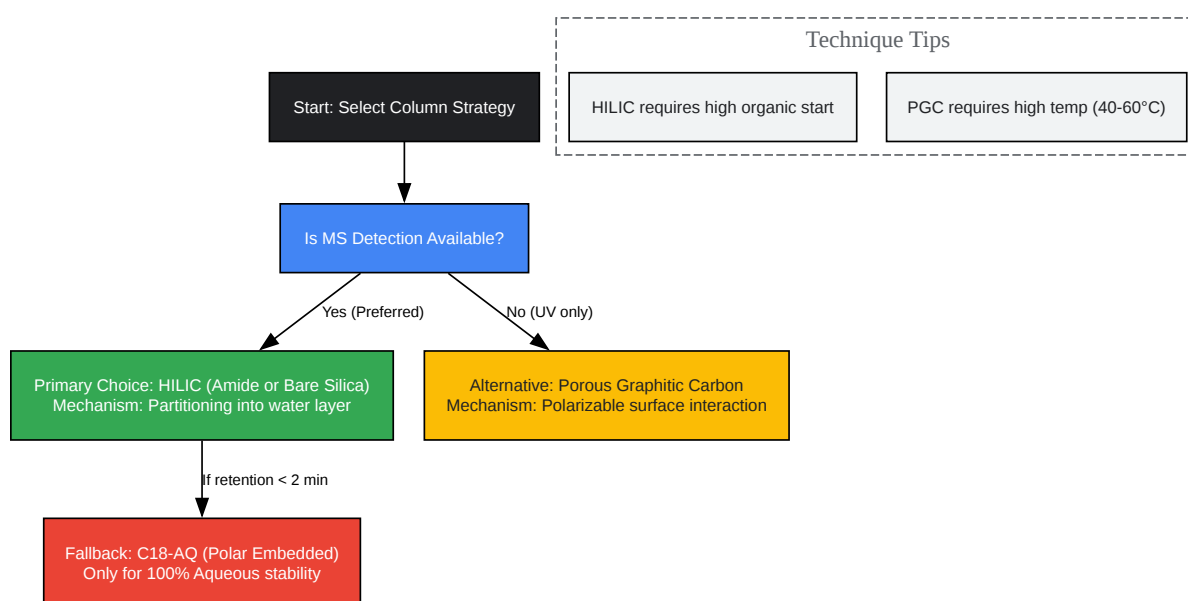 Technique Tips
Start: Select Column Strategy
HILIC requires high organic start
PGC requires high temp (40-60°C)
Is MS Detection Available?
Yes (Preferred)
No (UV only)
Primary Choice: HILIC (Amide or Bare Silica)
Mechanism: Partitioning into water layer
Alternative: Porous Graphitic Carbon
Mechanism: Polarizable surface interaction
If retention < 2 min
Fallback: C18-AQ (Polar Embedded)
Only for 100% Aqueous stability